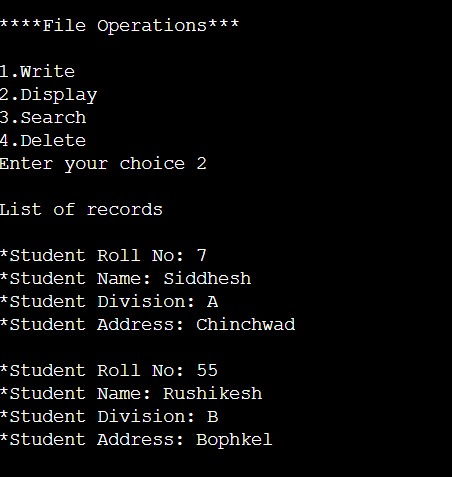 ****File Operations***
1.Write
2.Display
3.Search
4.Delete
Enter your choice 2
List of records
*Student Roll No: 7
*Student Name: Siddhesh
*Student Division: A
*Student Address: Chinchwad
*Student Roll No: 55
*Student Name: Rushikesh
*Student Division: B
*Student Address: Bophkel